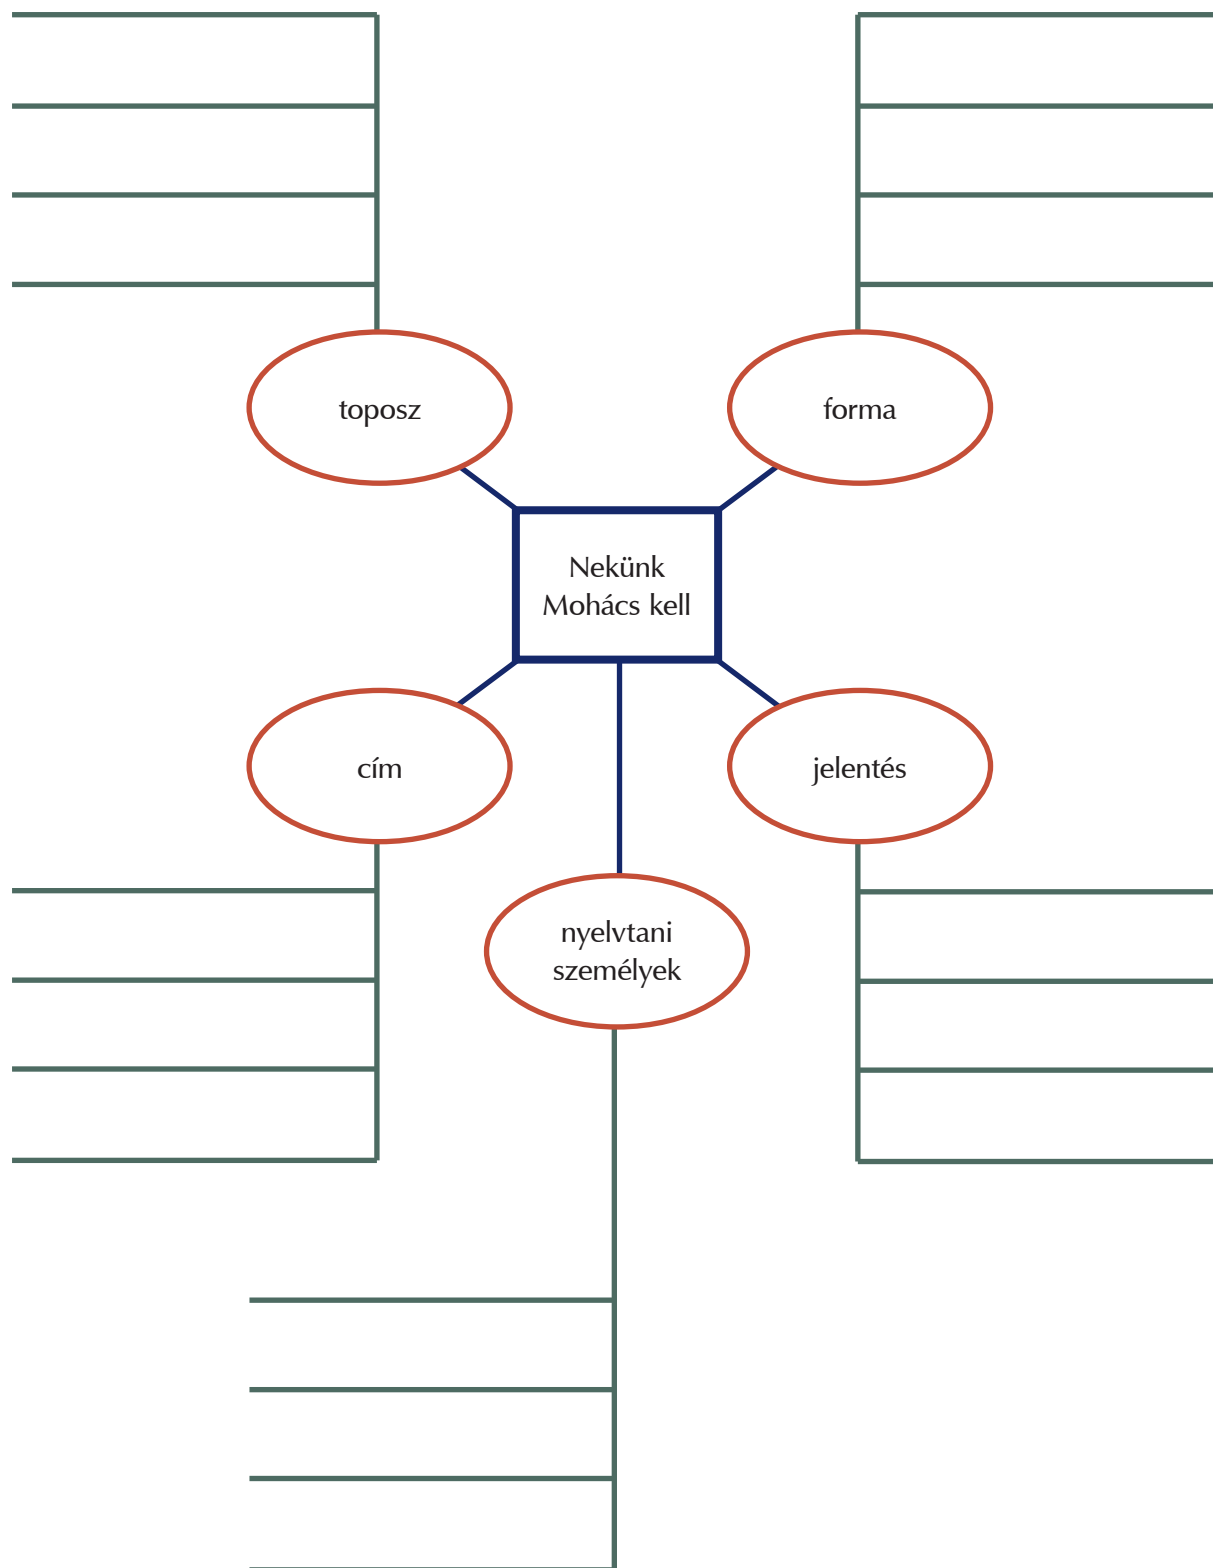 toposz
forma
Nekünk
Mohács kell
cím
jelentés
nyelvtani
személyek